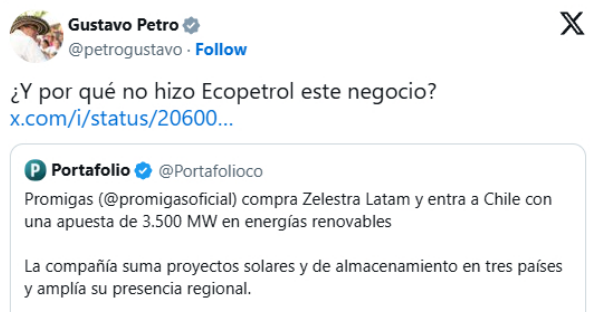 Gustavo Petro
@petrogustavo · Follow
¿Y por qué no hizo Ecopetrol este negocio?
x.com/i/status/20600...
Portafolio @Portafolioco
Promigas (@promigasoficial) compra Zelestra Latam y entra a Chile con
una apuesta de 3.500 MW en energías renovables
La compañía suma proyectos solares y de almacenamiento en tres países
y amplía su presencia regional.